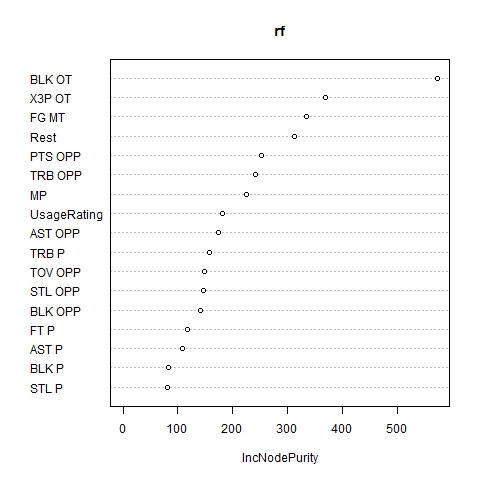 rf
BLK OT
X3P OT
FG MT
Rest
PTS OPP
TRB OPP
MP
UsageRating
AST OPP
TRB P
TOV OPP
STL OPP
BLK OPP
FT P
AST P
BLK P
STL P
0 100 200 300 400 500
IncNodePurity